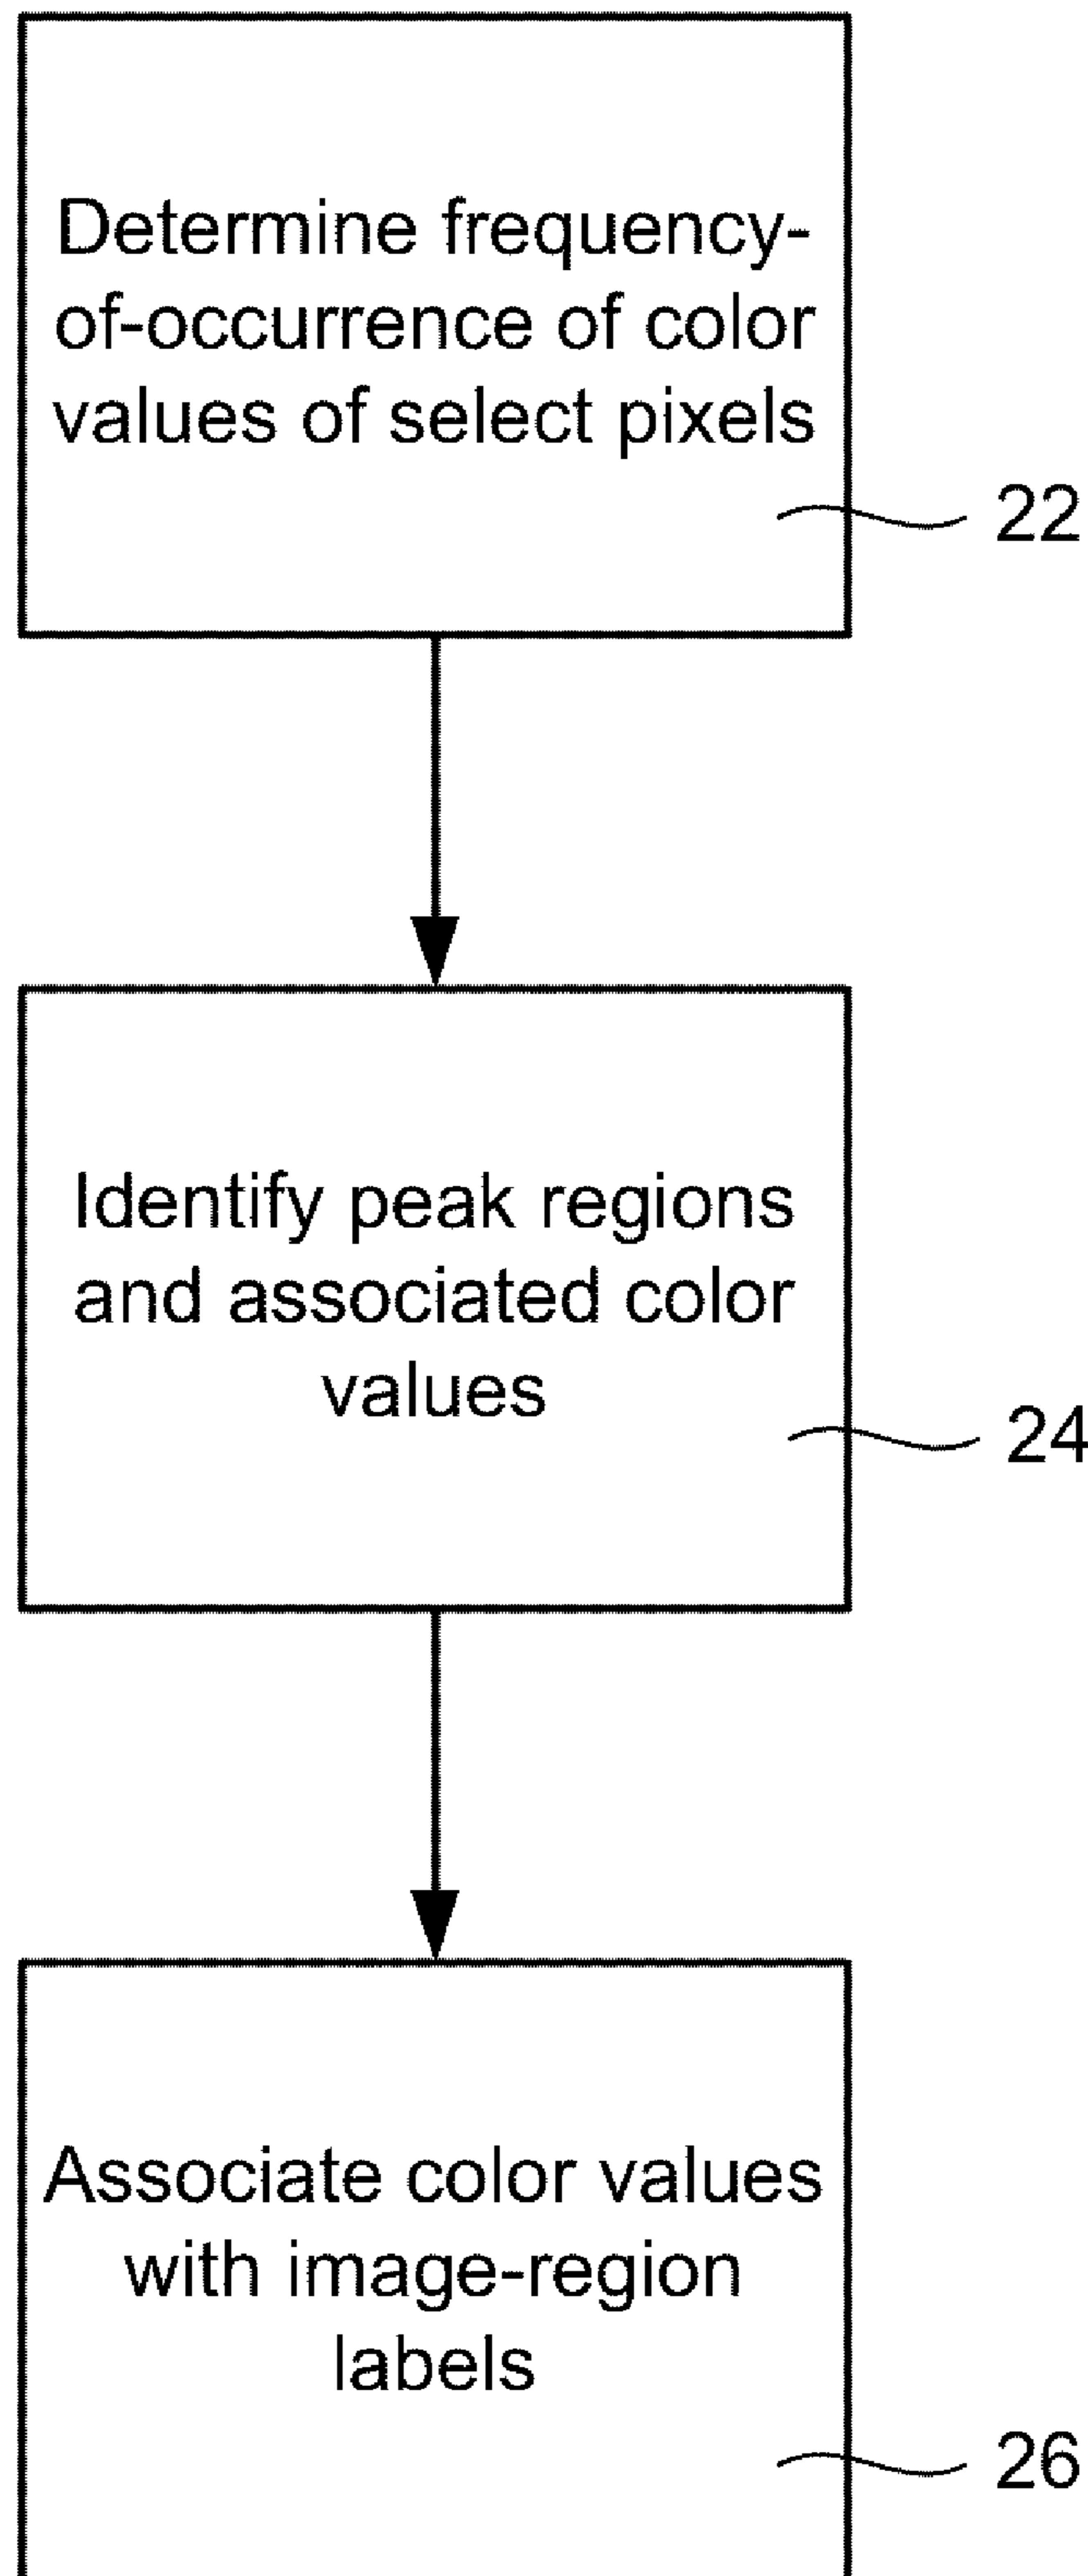 Determine frequency-
of-occurrence of color
values of select pixels
22
Identify peak regions
and associated color
values
24
Associate color values
with image-region
labels
26